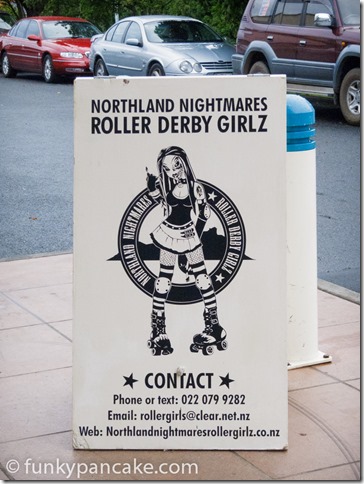 NORTHLAND NIGHTMARES
ROLLER DERBY GIRLZ
NORTHLAND NIGHTMARES
ROLLER DERBY GIRLZ
★ CONTACT ★
Phone or text: 022 079 9282
Email: rollergirls@clear.net.nz
Web: Northlandnightmaresrollergirlz.co.nz
© funkypancake.com